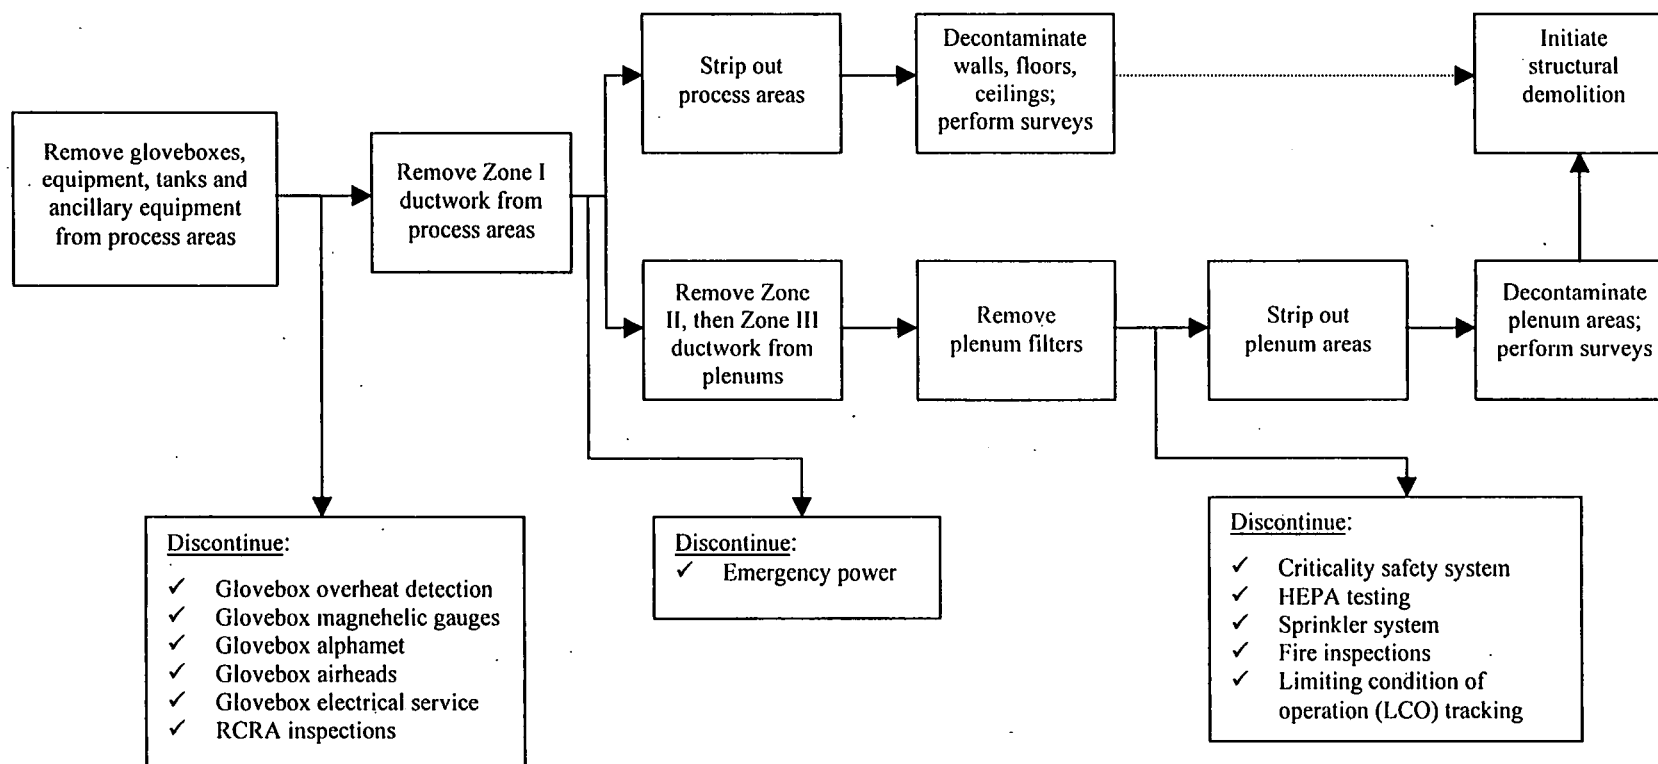 Remove gloveboxes,
equipment, tanks and
ancillary equipment
from process areas
Remove Zone I
ductwork from
process areas
Strip out
process areas
Decontaminate
walls, floors,
ceilings;
perform surveys
Initiate
structural
demolition
Remove Zone
II, then Zone III
ductwork from
plenums
Remove
plenum filters
Strip out
plenum areas
Decontaminate
plenum areas;
perform surveys
Discontinue:
✓ Glovebox overheat detection
✓ Glovebox magnehelic gauges
✓ Glovebox alphamet
✓ Glovebox airheads
✓ Glovebox electrical service
✓ RCRA inspections
Discontinue:
✓ Emergency power
Discontinue:
✓ Criticality safety system
✓ HEPA testing
✓ Sprinkler system
✓ Fire inspections
✓ Limiting condition of
operation (LCO) tracking